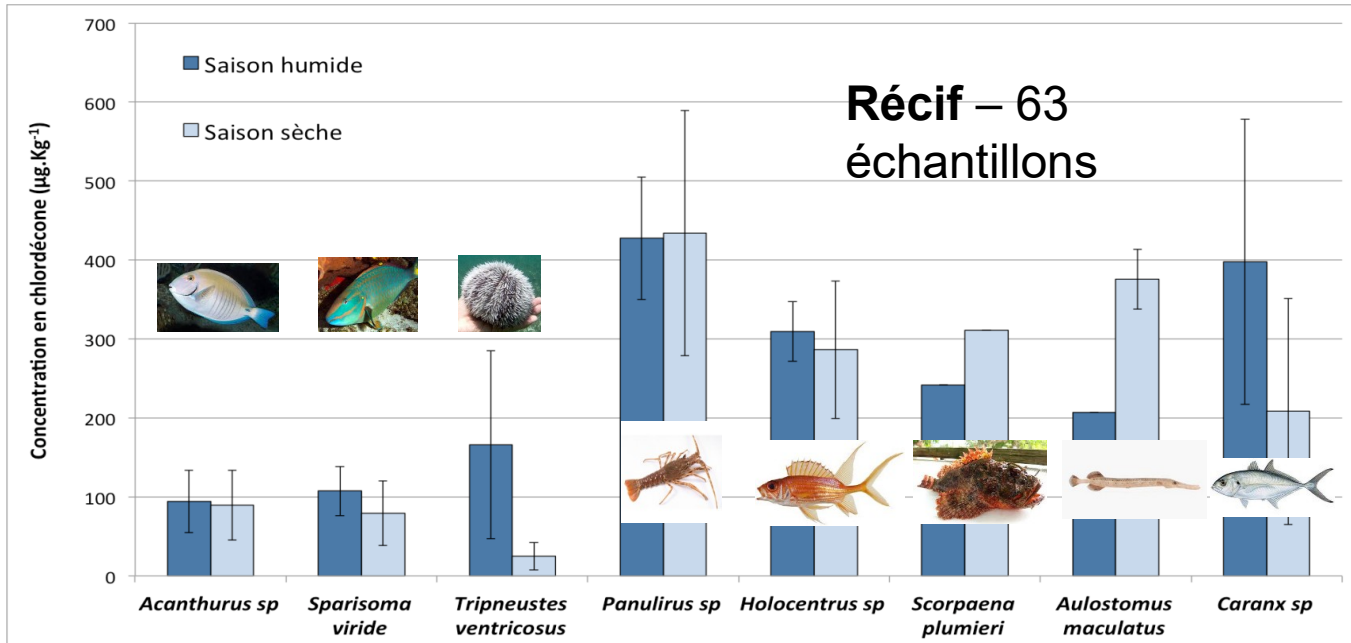 700
600
500
400
300
200
100
0
Concentration en chlordécone (µg.Kg⁻¹)
Saison humide
Saison sèche
Récif – 63
échantillons
Acanthurus sp
Sparisoma
viride
Tripneustes
ventricosus
Panulirus sp
Holocentrus sp
Scorpaena
plumieri
Aulostomus
maculatus
Caranx sp